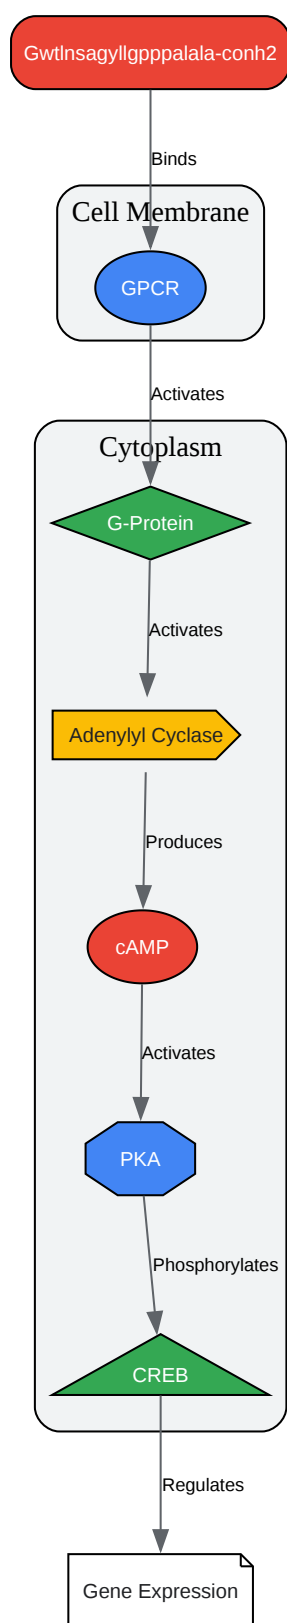 Gwtlnsagyllgpppalala-conh2
Binds
Cell Membrane
GPCR
Activates
Cytoplasm
G-Protein
Activates
Adenylyl Cyclase
Produces
cAMP
Activates
PKA
Phosphorylates
CREB
Regulates
Gene Expression